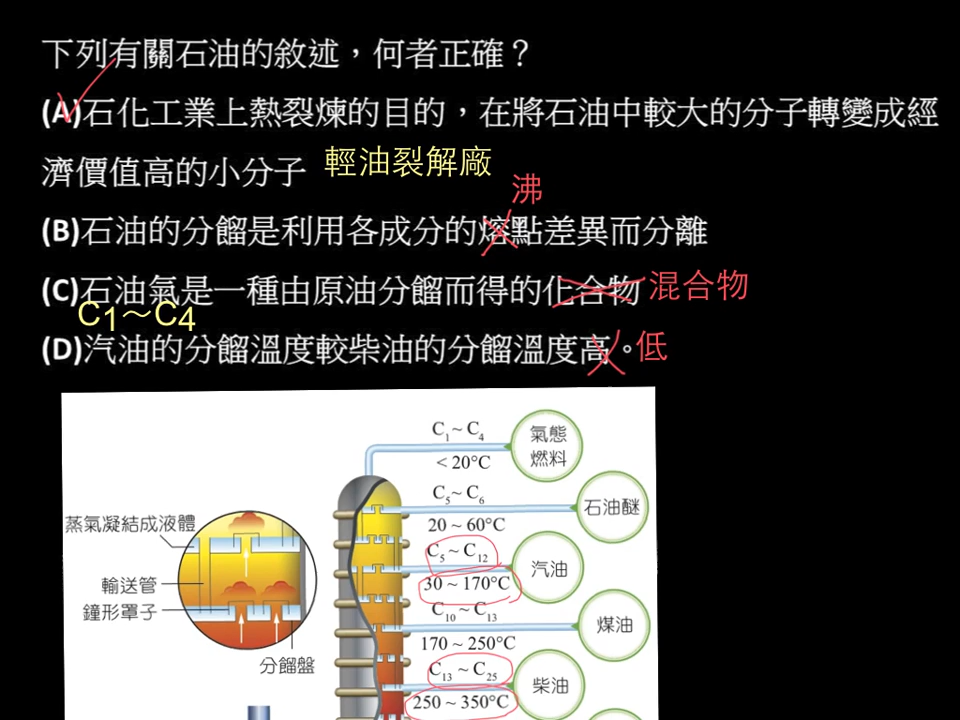 下列有關石油的敘述，何者正確？
(A)石化工業上熱裂煉的目的，在將石油中較大的分子轉變成經
濟價值高的小分子 輕油裂解廠
沸
(B)石油的分餾是利用各成分的熔點差異而分離
(C)石油氣是一種由原油分餾而得的化合物 混合物
C1～C4
(D)汽油的分餾溫度較柴油的分餾溫度高。低
C1~ C4
氣態
燃料
< 20°C
C5~ C6
石油醚
20 ~ 60°C
蒸氣凝結成液體
C5 ~ C12
汽油
30 ~ 170°C
輸送管
鐘形罩子
C10 ~ C13
煤油
170 ~ 250°C
分餾盤
C13 ~ C25
柴油
250 ~ 350°C